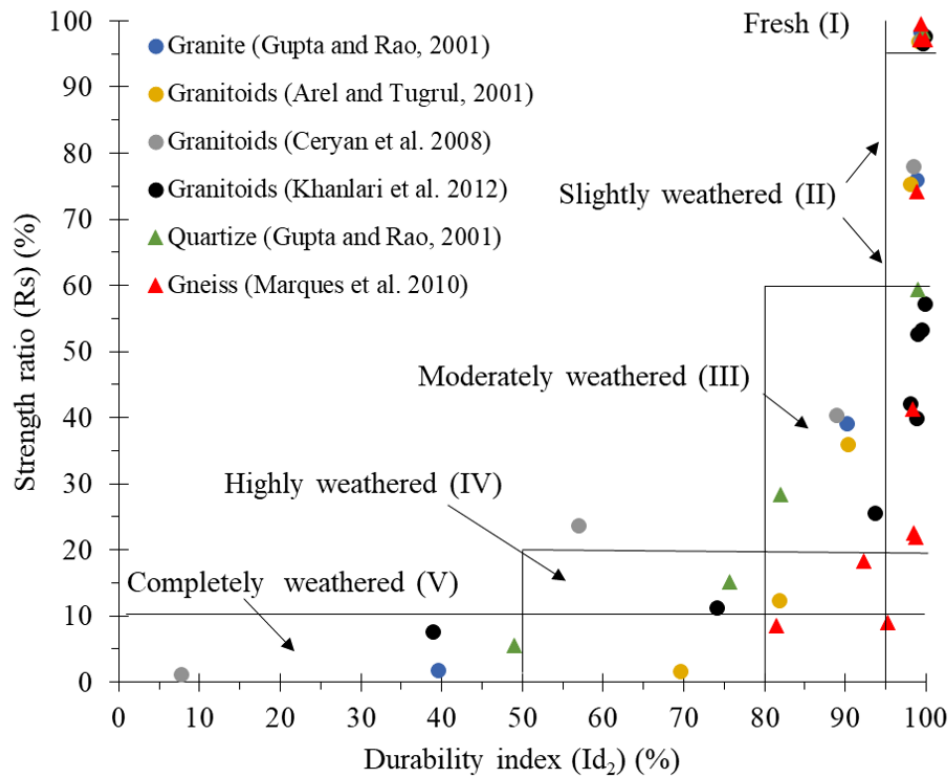 Strength ratio (Rs) (%)
100
90
80
70
60
50
40
30
20
10
0
Fresh (I)
Granite (Gupta and Rao, 2001)
Granitoids (Arel and Tugrul, 2001)
Granitoids (Ceryan et al. 2008)
Granitoids (Khanlari et al. 2012)
Quartize (Gupta and Rao, 2001)
Gneiss (Marques et al. 2010)
Slightly weathered (II)
Moderately weathered (III)
Highly weathered (IV)
Completely weathered (V)
0 10 20 30 40 50 60 70 80 90 100
Durability index (Id₂) (%)